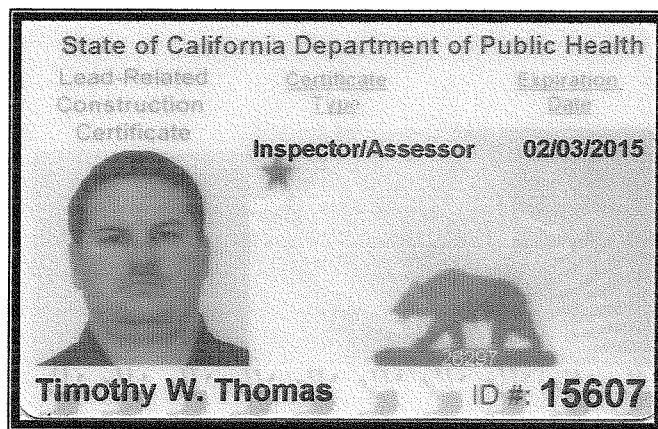 State of California Department of Public Health
Lead-Related
Construction
Certificate
Certificate
Type
Expiration
Date
Inspector/Assessor 02/03/2015
26297
Timothy W. Thomas ID #: 15607